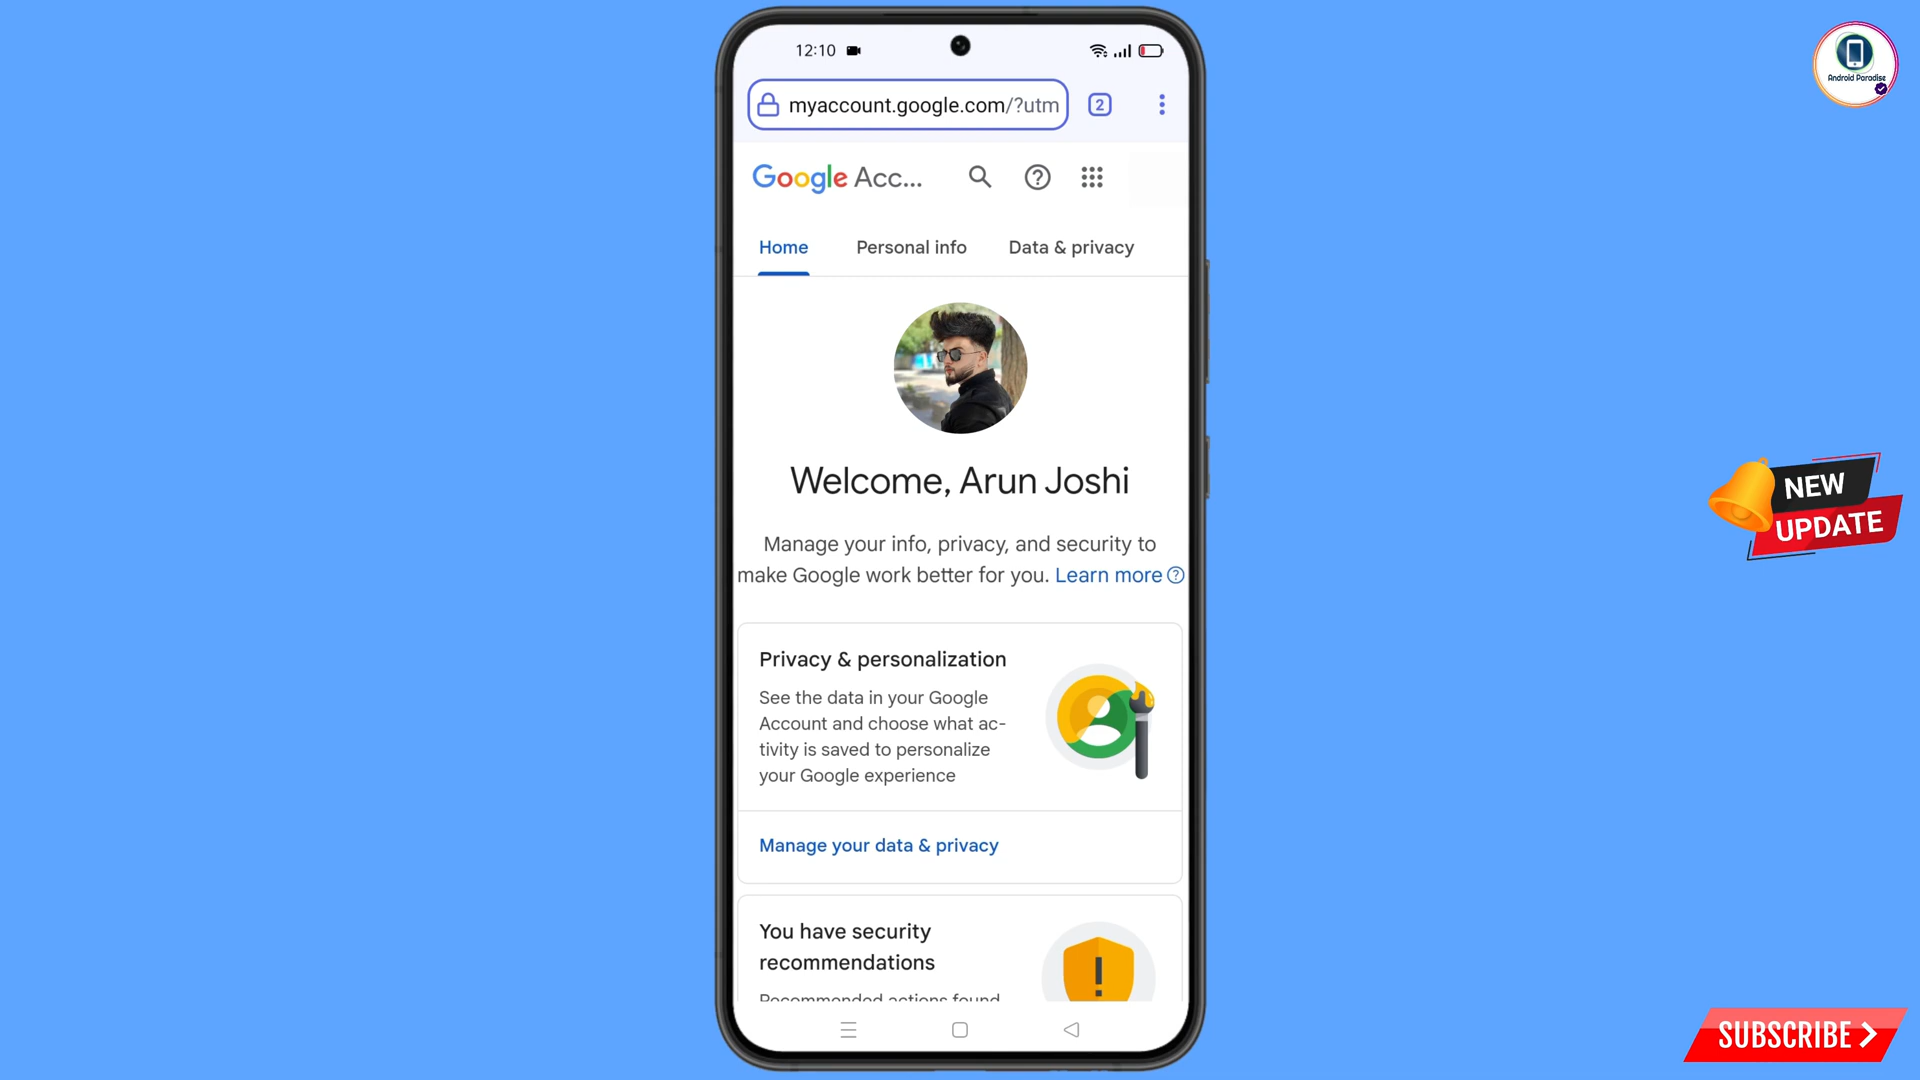 12:10
Android Paradise
myaccount.google.com/?utm
2
Google Acc...
Home
Personal info
Data & privacy
Welcome, Arun Joshi
Manage your info, privacy, and security to
make Google work better for you. Learn more
Privacy & personalization
See the data in your Google
Account and choose what ac-
tivity is saved to personalize
your Google experience
Manage your data & privacy
You have security
recommendations
Recommended actions found
NEW
UPDATE
SUBSCRIBE